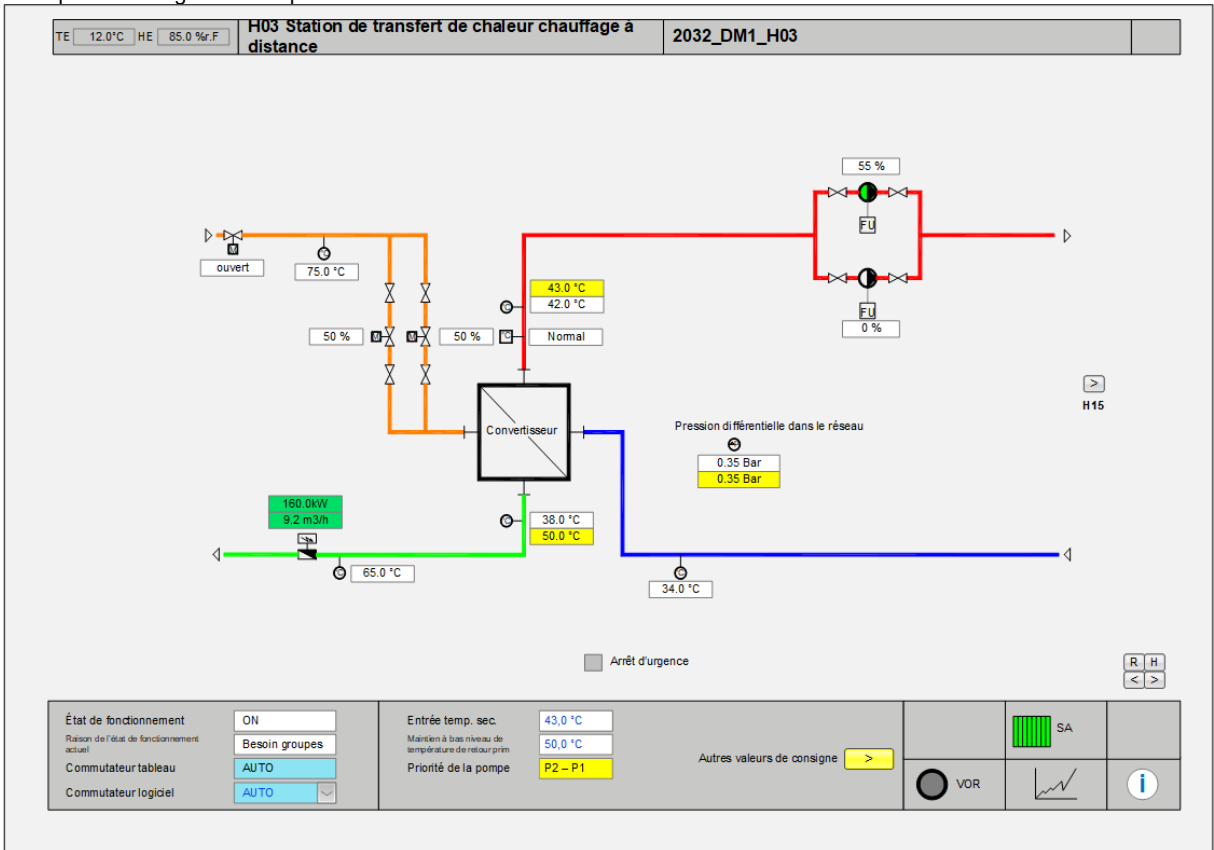 TE 12.0°C HE 85.0 %r.F
H03 Station de transfert de chaleur chauffage à
distance
2032_DM1_H03
55 %
FU
M
ouvert
°C
75.0 °C
43.0 °C
°C 42.0 °C
FU
0 %
50 % M M 50 % °C Normal
>
H15
Convertisseur
Pression différentielle dans le réseau
0.35 Bar
0.35 Bar
160.0kW
9.2 m3/h
°C 38.0 °C
50.0 °C
°C 65.0 °C
°C
34.0 °C
Arrêt d'urgence
R H
< >
État de fonctionnement ON
Raison de l'état de fonctionnement
actuel
Besoin groupes
Commutateur tableau AUTO
Commutateur logiciel AUTO
Entrée temp. sec. 43,0 °C
Maintien à bas niveau de
température de retour prim
50,0 °C
Priorité de la pompe P2 – P1
Autres valeurs de consigne >
SA
VOR
i